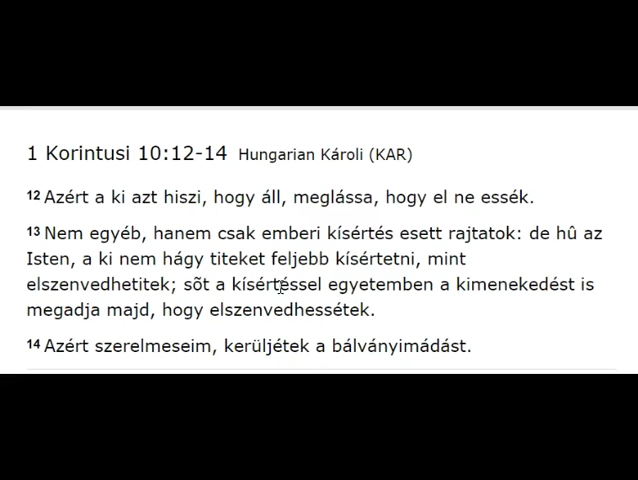 1 Korintusi 10:12-14 Hungarian Károli (KAR)
12 Azért a ki azt hiszi, hogy áll, meglássa, hogy el ne essék.
13 Nem egyéb, hanem csak emberi kísértés esett rajtatok: de hû az
Isten, a ki nem hágy titeket feljebb kísértetni, mint
elszenvedhetitek; sõt a kísértéssel egyetemben a kimenekedést is
megadja majd, hogy elszenvedhessétek.
14 Azért szerelmeseim, kerüljétek a bálványimádást.